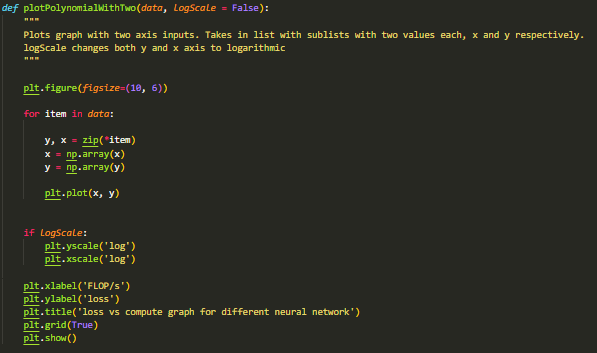 def plotPolynomialWithTwo(data, logScale = False):
    """
    Plots graph with two axis inputs. Takes in list with sublists with two values each, x and y respectively.
    logScale changes both y and x axis to logarithmic
    """
    plt.figure(figsize=(10, 6))
    for item in data:
        y, x = zip(*item)
        x = np.array(x)
        y = np.array(y)
        plt.plot(x, y)
    if logScale:
        plt.yscale('log')
        plt.xscale('log')
    plt.xlabel('FLOP/s')
    plt.ylabel('loss')
    plt.title('loss vs compute graph for different neural network')
    plt.grid(True)
    plt.show()